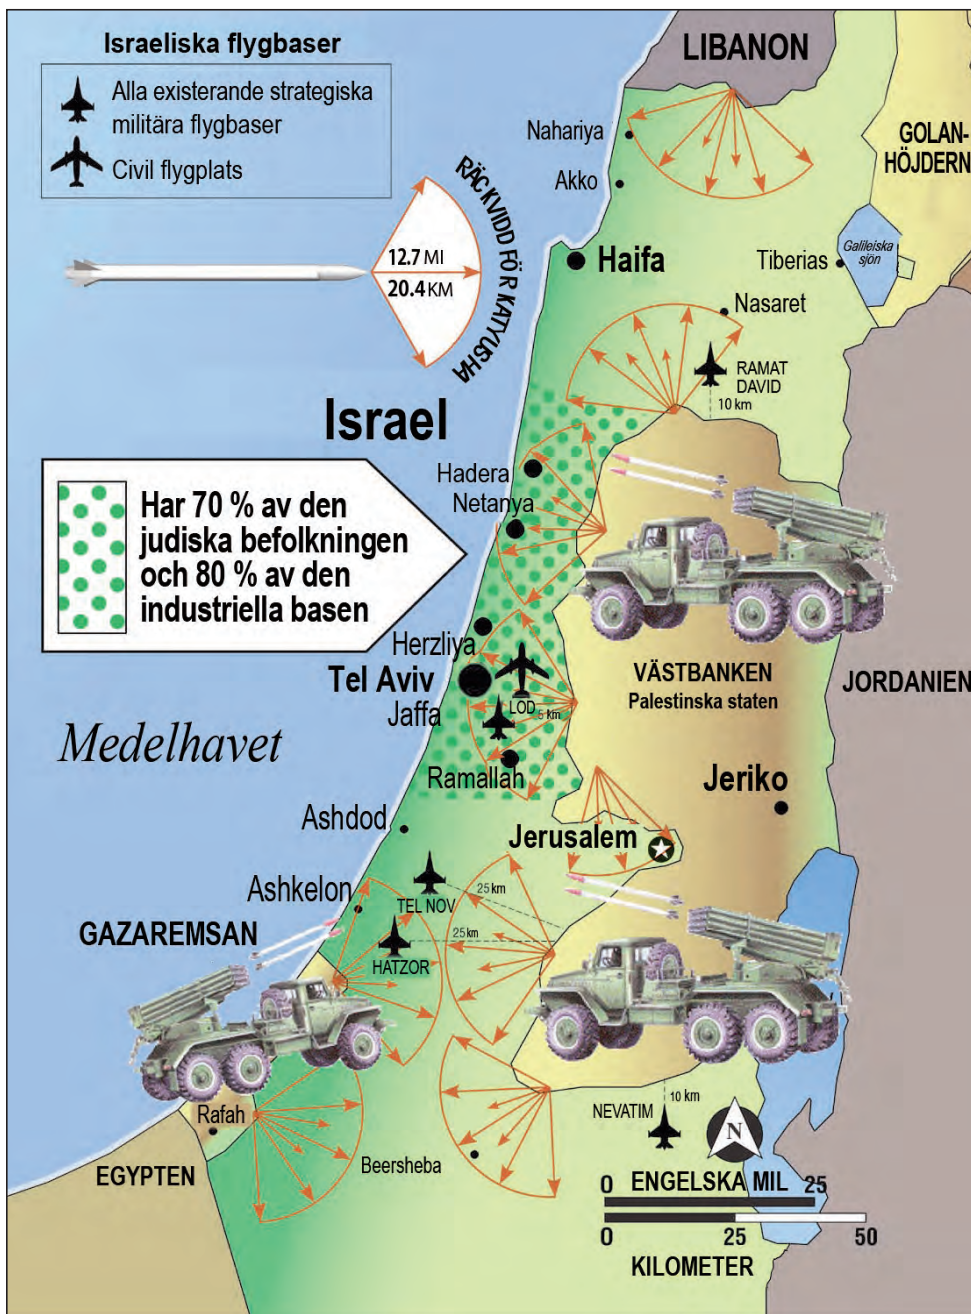 Israeliska flygbaser
Alla existerande strategiska
militära flygbaser
Civil flygplats
LIBANON
GOLAN-
HÖJDERN
Nahariya
Akko
Haifa
Tiberias
Galileiska
sjön
Nasaret
RÄCKVIDD FÖR KATYUSHA
12.7 MI
20.4 KM
RAMAT
DAVID
10 km
Israel
Hadera
Netanya
Har 70 % av den
judiska befolkningen
och 80 % av den
industriella basen
Herzliya
Tel Aviv
Jaffa
LOD
5 km
VÄSTBANKEN
Palestinska staten
JORDANIEN
Medelhavet
Ramallah
Jeriko
Ashdod
Jerusalem
TEL NOV
25 km
Ashkelon
GAZAREMSAN
HATZOR
25 km
Rafah
EGYPTEN
Beersheba
NEVATIM
10 km
N
0 ENGELSKA MIL 25
0 25 50
KILOMETER